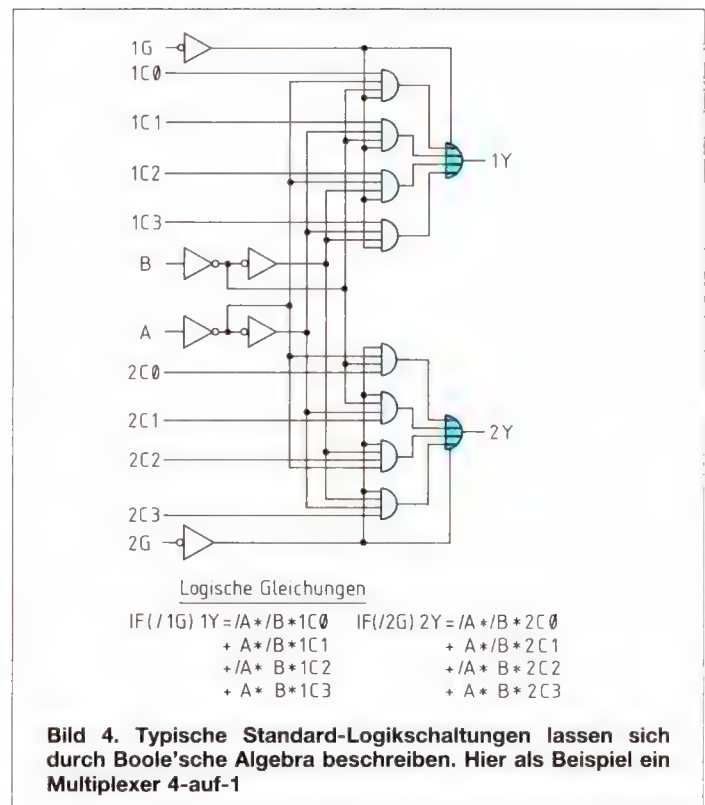 1G
1C0
1C1
1Y
1C2
1C3
B
A
2C0
2C1
2Y
2C2
2C3
2G
Logische Gleichungen
IF(/1G) 1Y=/A*/B*1C0 IF(/2G) 2Y=/A*/B*2C0
+ A*/B*1C1 + A*/B*2C1
+/A* B*1C2 +/A* B*2C2
+ A* B*1C3 + A* B*2C3
Bild 4. Typische Standard-Logikschaltungen lassen sich
durch Boole'sche Algebra beschreiben. Hier als Beispiel ein
Multiplexer 4-auf-1